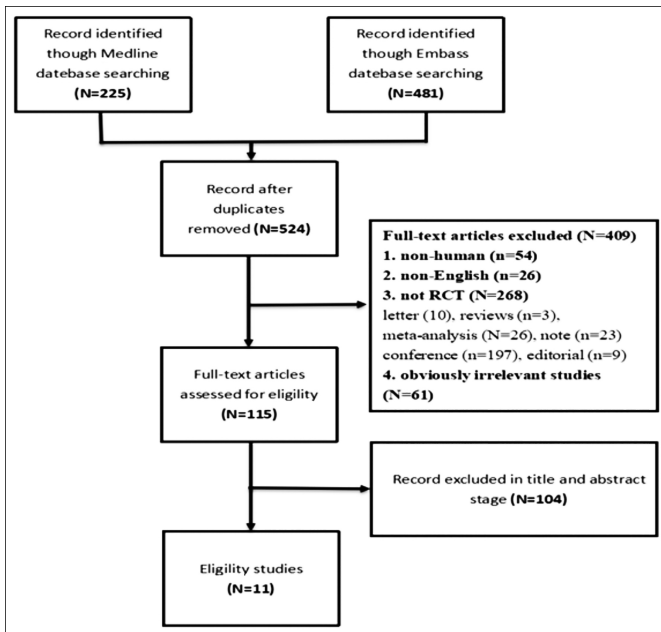 Record identified
though Medline
datebase searching
(N=225)
Record identified
though Embass
datebase searching
(N=481)
Record after
duplicates
removed (N=524)
Full-text articles excluded (N=409)
1. non-human (n=54)
2. non-English (n=26)
3. not RCT (N=268)
letter (10), reviews (n=3),
meta-analysis (N=26), note (n=23)
conference (n=197), editorial (n=9)
4. obviously irrelevant studies
(N=61)
Full-text articles
assessed for eligibility
(N=115)
Record excluded in title and abstract
stage (N=104)
Eligility studies
(N=11)